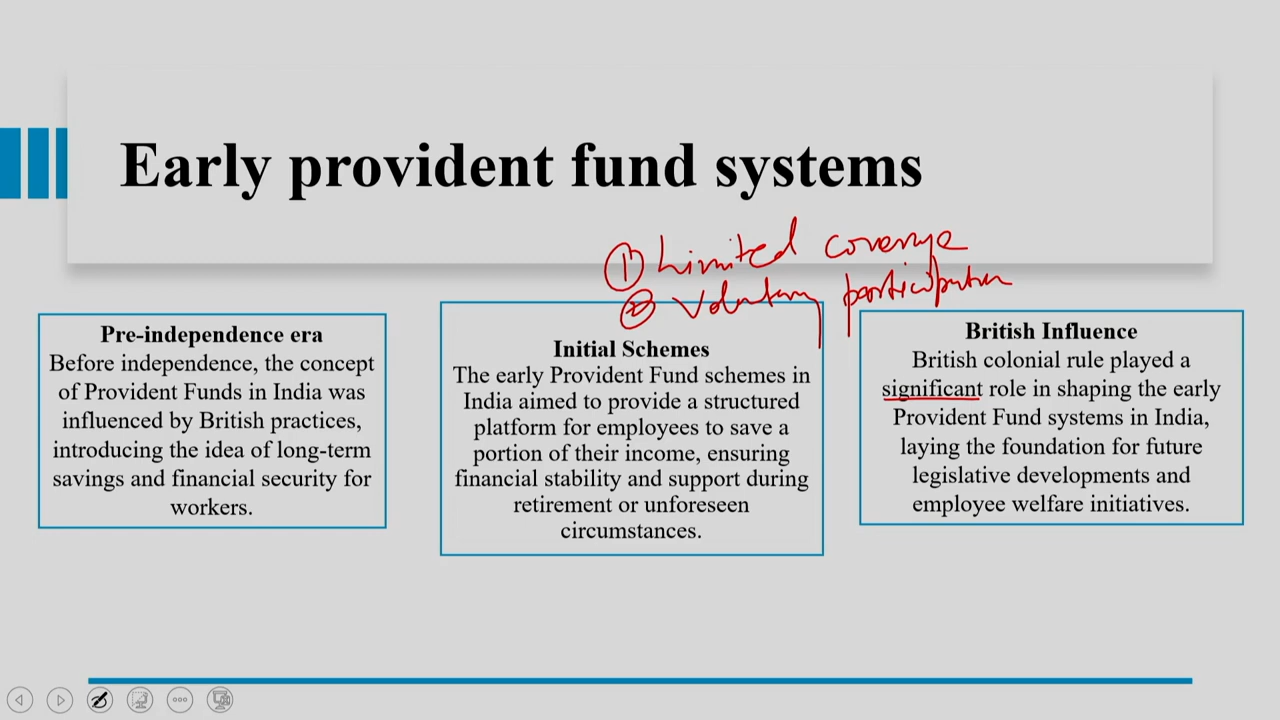 Early provident fund systems
① Limited coverage
② Voluntary participation
Pre-independence era
Before independence, the concept
of Provident Funds in India was
influenced by British practices,
introducing the idea of long-term
savings and financial security for
workers.
Initial Schemes
The early Provident Fund schemes in
India aimed to provide a structured
platform for employees to save a
portion of their income, ensuring
financial stability and support during
retirement or unforeseen
circumstances.
British Influence
British colonial rule played a
significant role in shaping the early
Provident Fund systems in India,
laying the foundation for future
legislative developments and
employee welfare initiatives.